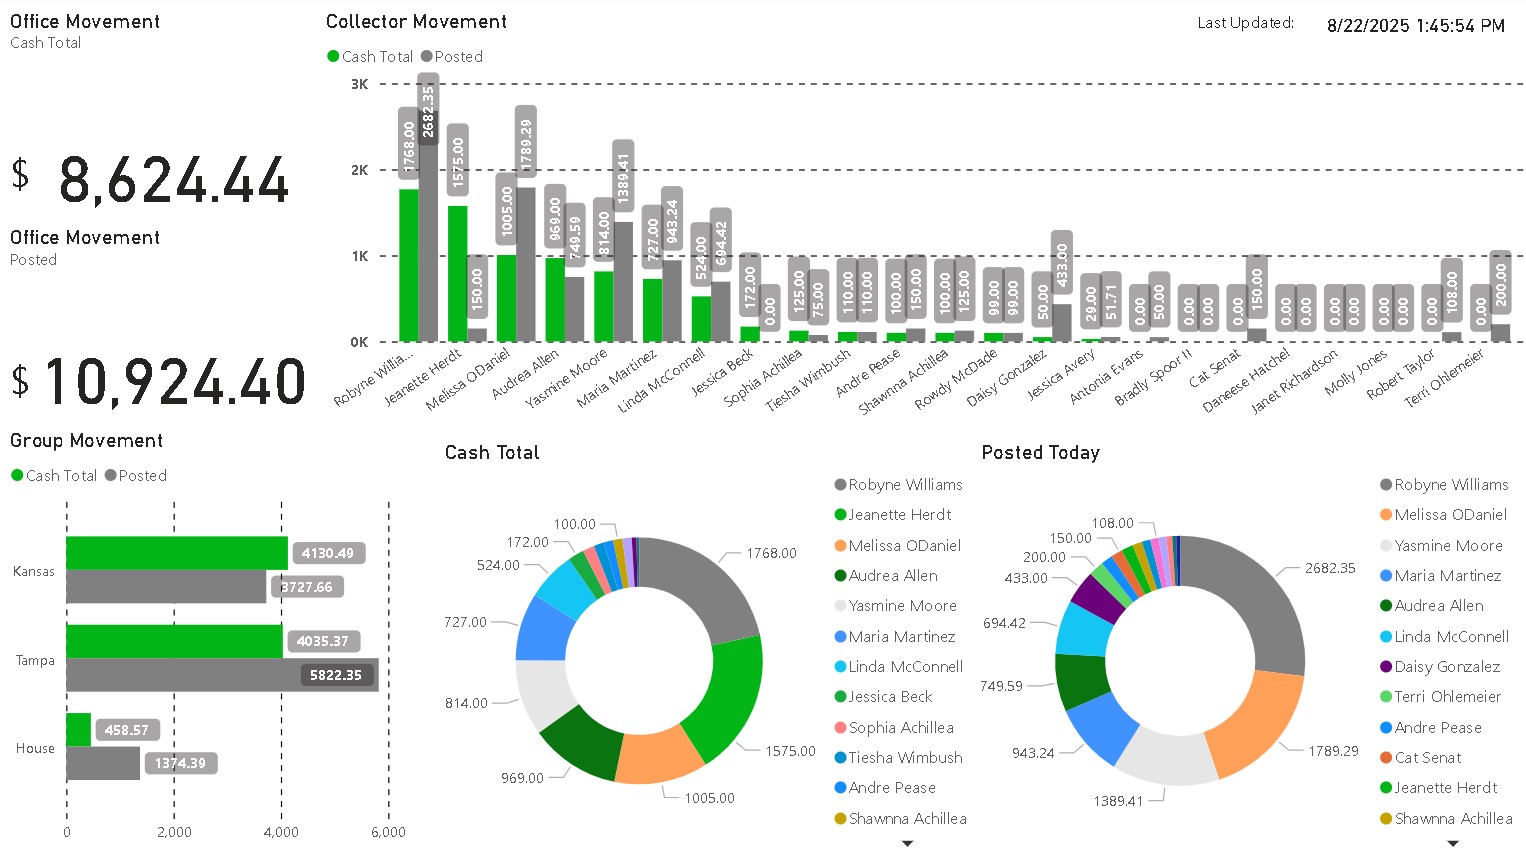 Office Movement
Cash Total
$ 8,624.44
Office Movement
Posted
$ 10,924.40
Collector Movement
Cash Total Posted
Last Updated: 8/22/2025 1:45:54 PM
3K
2K
1K
0K
1768.00 2682.35 1575.00 150.00 1005.00 1789.29 969.00 749.59 814.00 1389.41 727.00 943.24 524.00 694.42 172.00 0.00 125.00 75.00 110.00 110.00 100.00 150.00 100.00 125.00 99.00 99.00 50.00 433.00 29.00 51.71 0.00 50.00 0.00 0.00 0.00 150.00 0.00 0.00 0.00 0.00 0.00 0.00 0.00 108.00 0.00 200.00
Robyne Willia...
Jeanette Herdt
Melissa ODaniel
Audrea Allen
Yasmine Moore
Maria Martinez
Linda McConnell
Jessica Beck
Sophia Achillea
Tiesha Wimbush
Andre Pease
Shawnna Achillea
Rowdy McDade
Daisy Gonzalez
Jessica Avery
Antonia Evans
Bradly Spoor II
Cat Senat
Daneese Hatchel
Janet Richardson
Molly Jones
Robert Taylor
Terri Ohlemeier
Group Movement
Cash Total Posted
Kansas
4130.49
3727.66
Tampa
4035.37
5822.35
House
458.57
1374.39
0 2,000 4,000 6,000
Cash Total
100.00
172.00
524.00
727.00
814.00
969.00
1005.00
1575.00
1768.00
Robyne Williams
Jeanette Herdt
Melissa ODaniel
Audrea Allen
Yasmine Moore
Maria Martinez
Linda McConnell
Jessica Beck
Sophia Achillea
Tiesha Wimbush
Andre Pease
Shawnna Achillea
Posted Today
108.00
150.00
200.00
433.00
694.42
749.59
943.24
1389.41
1789.29
2682.35
Robyne Williams
Melissa ODaniel
Yasmine Moore
Maria Martinez
Audrea Allen
Linda McConnell
Daisy Gonzalez
Terri Ohlemeier
Andre Pease
Cat Senat
Jeanette Herdt
Shawnna Achillea